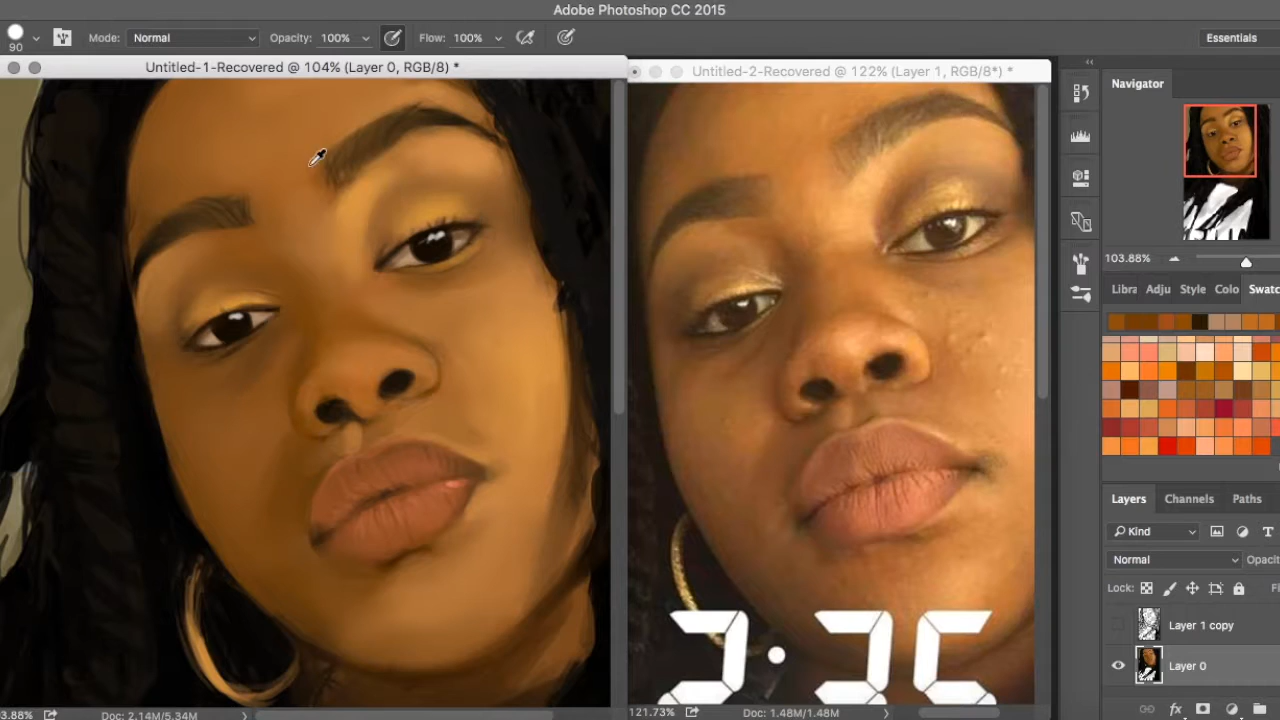 Adobe Photoshop CC 2015
90
Mode: Normal
Opacity: 100%
Flow: 100%
Essentials
Untitled-1-Recovered @ 104% (Layer 0, RGB/8) *
Untitled-2-Recovered @ 122% (Layer 1, RGB/8*) *
Navigator
103.88%
Libra Adju Style Colo Swatc
Layers Channels Paths
Kind
Normal
Opacit
Lock:
Layer 1 copy
Layer 0
fx
3.88%
Doc: 2.14M/5.34M
121.73%
Doc: 1.48M/1.48M